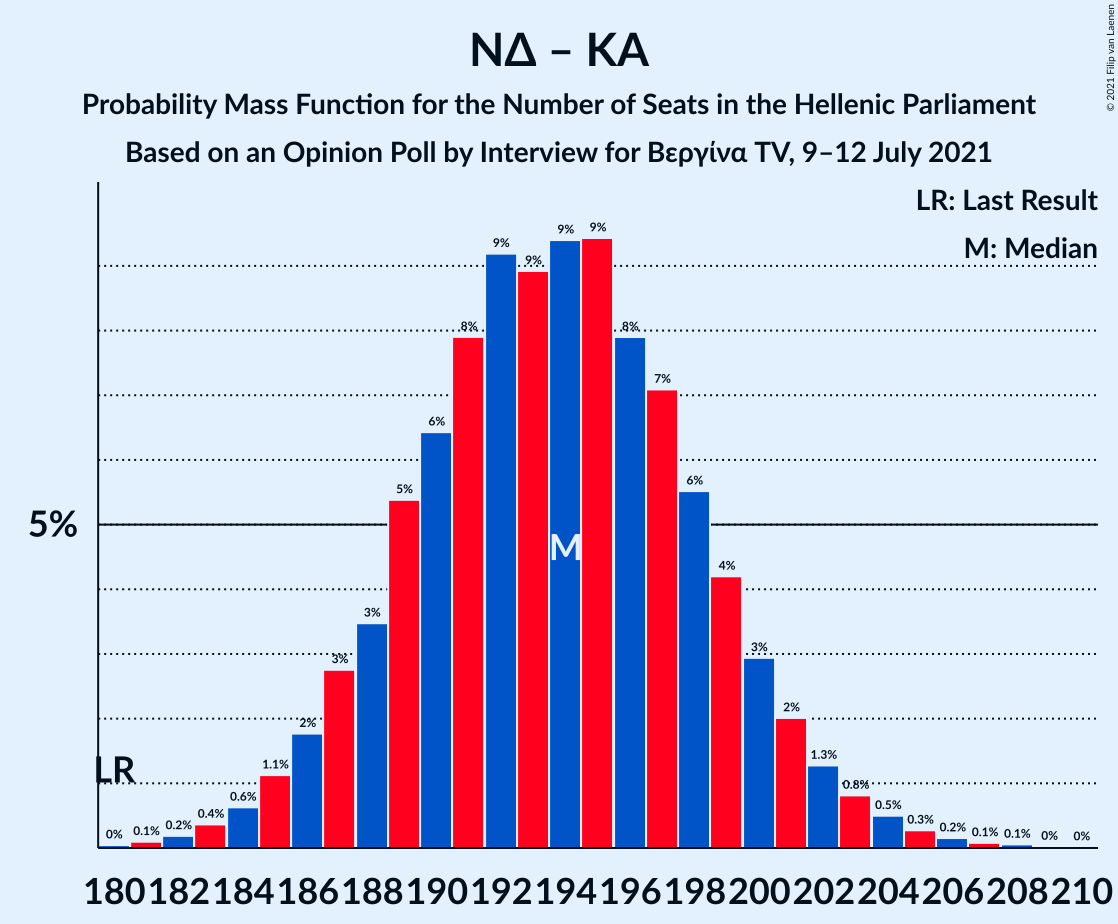 ΝΔ – ΚΑ
Probability Mass Function for the Number of Seats in the Hellenic Parliament
Based on an Opinion Poll by Interview for Βεργίνα TV, 9–12 July 2021
© 2021 Filip van Laenen
LR: Last Result
M: Median
9% 9%
9% 9%
8% 8%
7%
6%
6%
5%
5%
M
4%
3% 3%
3%
2% 2%
LR
1.1% 1.3%
0.8%
0% 0.1% 0.2% 0.4% 0.6% 0.5% 0.3% 0.2% 0.1% 0.1% 0% 0%
180 182 184 186 188 190 192 194 196 198 200 202 204 206 208 210